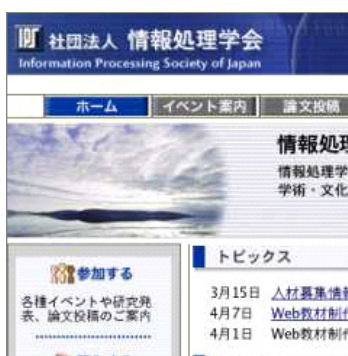 IPSJ 社団法人 情報処理学会
Information Processing Society of Japan
ホーム
イベント案内
論文投稿
情報処理
情報処理学
学術・文化
参加する
各種イベントや研究発
表、論文投稿のご案内
トピックス
3月15日 人材募集情報
4月7日 Web教材制作
4月1日 Web教材制作